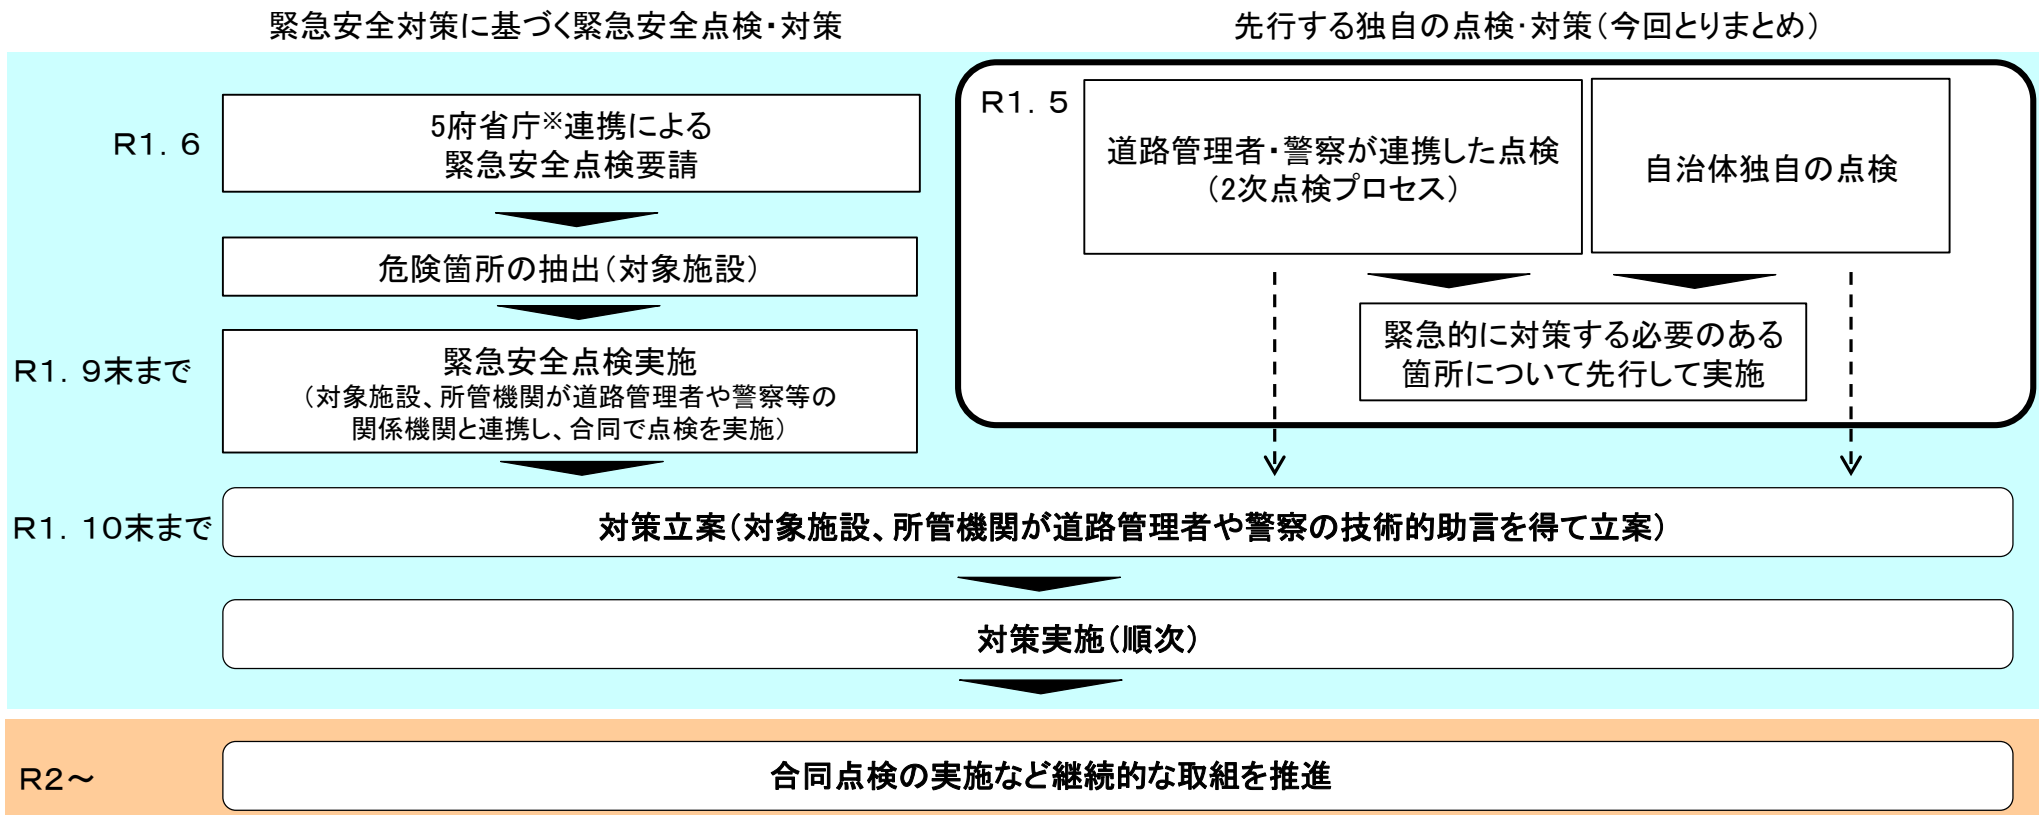 緊急安全対策に基づく緊急安全点検・対策
先行する独自の点検・対策（今回とりまとめ）
R1．6
5府省庁※連携による
緊急安全点検要請
危険箇所の抽出（対象施設）
R1．9末まで
緊急安全点検実施
（対象施設、所管機関が道路管理者や警察等の
関係機関と連携し、合同で点検を実施）
R1．5
道路管理者・警察が連携した点検
（2次点検プロセス）
自治体独自の点検
緊急的に対策する必要のある
箇所について先行して実施
R1．10末まで
対策立案（対象施設、所管機関が道路管理者や警察の技術的助言を得て立案）
対策実施（順次）
R2～
合同点検の実施など継続的な取組を推進